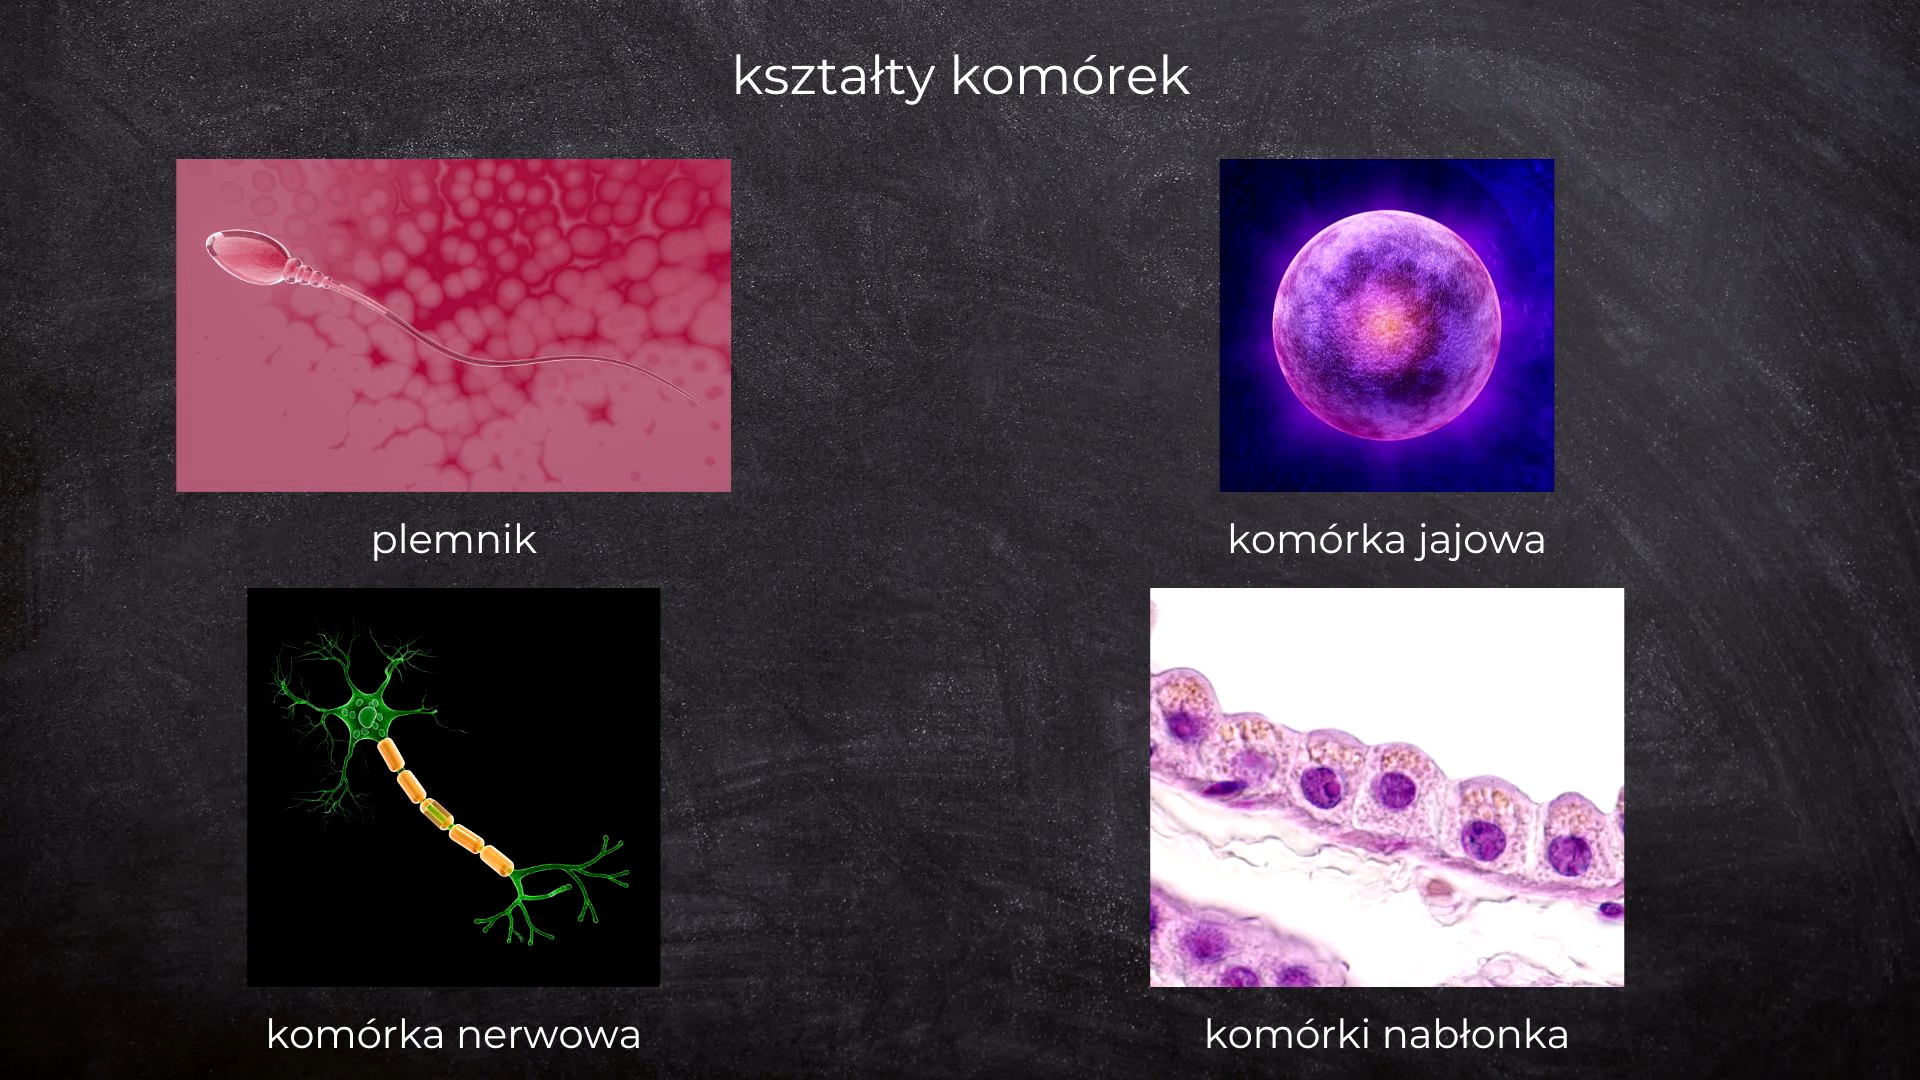 kształty komórek
plemnik
komórka jajowa
komórka nerwowa
komórki nabłonka